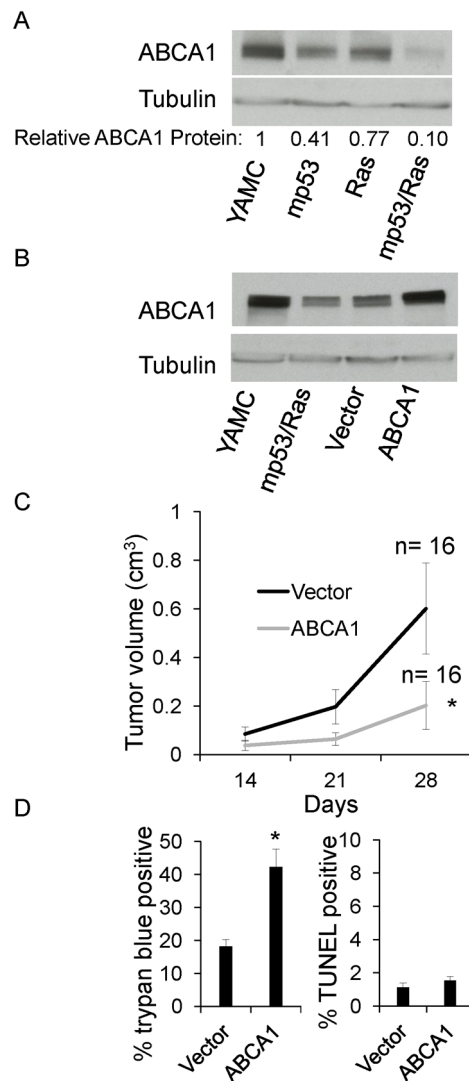 A
ABCA1
Tubulin
Relative ABCA1 Protein: 1 0.41 0.77 0.10
YAMC mp53 Ras mp53/Ras
B
ABCA1
Tubulin
YAMC mp53/Ras Vector ABCA1
C
Tumor volume (cm³)
1
0.8
0.6
0.4
0.2
0
n= 16
Vector
ABCA1
n= 16
*
14 21 28
Days
D
% trypan blue positive
50
40
30
20
10
0
*
Vector ABCA1
% TUNEL positive
10
8
6
4
2
0
Vector ABCA1